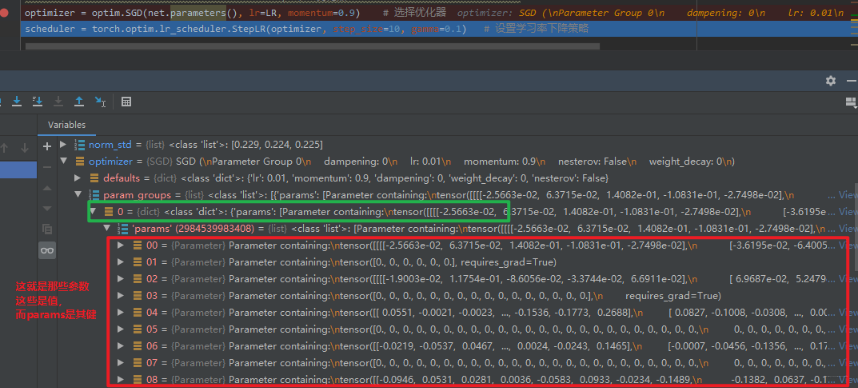 optimizer = optim.SGD(net.parameters(), lr=LR, momentum=0.9) # 选择优化器 optimizer: SGD (\nParameter Group 0\n dampening: 0\n lr: 0.01\n
scheduler = torch.optim.lr_scheduler.StepLR(optimizer, step_size=10, gamma=0.1) # 设置学习率下降策略
Variables
norm_std = {list} <class 'list'>: [0.229, 0.224, 0.225]
optimizer = {SGD} SGD (\nParameter Group 0\n dampening: 0\n lr: 0.01\n momentum: 0.9\n nesterov: False\n weight_decay: 0\n)
defaults = {dict} <class 'dict'>: {'lr': 0.01, 'momentum': 0.9, 'dampening': 0, 'weight_decay': 0, 'nesterov': False}
param_groups = {list} <class 'list'>: [{'params': [Parameter containing:\ntensor([[[[-2.5663e-02, 6.3715e-02, 1.4082e-01, -1.0831e-01, -2.7498e-02],\n ... View
0 = {dict} <class 'dict'>: {'params': [Parameter containing:\ntensor([[[[-2.5663e-02, 6.3715e-02, 1.4082e-01, -1.0831e-01, -2.7498e-02],\n [-3.6195e ... View
'params' (2984539983408) = {list} <class 'list'>: [Parameter containing:\ntensor([[[[-2.5663e-02, 6.3715e-02, 1.4082e-01, -1.0831e-01, -2.7498e-02],\n ... View
00 = {Parameter} Parameter containing:\ntensor([[[[-2.5663e-02, 6.3715e-02, 1.4082e-01, -1.0831e-01, -2.7498e-02],\n [-3.6195e-02, -6.4005
01 = {Parameter} Parameter containing:\ntensor([0., 0., 0., 0., 0., 0.], requires_grad=True)
02 = {Parameter} Parameter containing:\ntensor([[[[-1.9003e-02, 1.1754e-01, -8.6056e-02, -3.3744e-02, 6.6911e-02],\n [ 6.9687e-02, 5.2479
03 = {Parameter} Parameter containing:\ntensor([0., 0., 0., 0., 0., 0., 0., 0., 0., 0., 0., 0., 0., 0., 0., 0.],\n requires_grad=True)
04 = {Parameter} Parameter containing:\ntensor([[ 0.0551, -0.0021, -0.0023, ..., -0.1536, -0.1773, 0.2688],\n [ 0.0827, -0.1008, -0.0308, ..., 0.00
05 = {Parameter} Parameter containing:\ntensor([0., 0., 0., 0., 0., 0., 0., 0., 0., 0., 0., 0., 0., 0., 0., 0., 0., 0.,\n 0., 0., 0., 0., 0., 0., 0.,
06 = {Parameter} Parameter containing:\ntensor([[-0.0219, -0.0537, 0.0467, ..., 0.0024, -0.0243, 0.1465],\n [-0.0007, -0.0456, -0.1356, ..., 0.17
07 = {Parameter} Parameter containing:\ntensor([0., 0., 0., 0., 0., 0., 0., 0., 0., 0., 0., 0., 0., 0., 0., 0., 0., 0.,\n 0., 0., 0., 0., 0., 0., 0.,
08 = {Parameter} Parameter containing:\ntensor([[-0.0946, 0.0531, 0.0281, 0.0036, -0.0583, 0.0933, -0.0234, -0.1489,\n 0.1382, 0.0637, -0.1
这就是那些参数
这些是值,
而params是其键